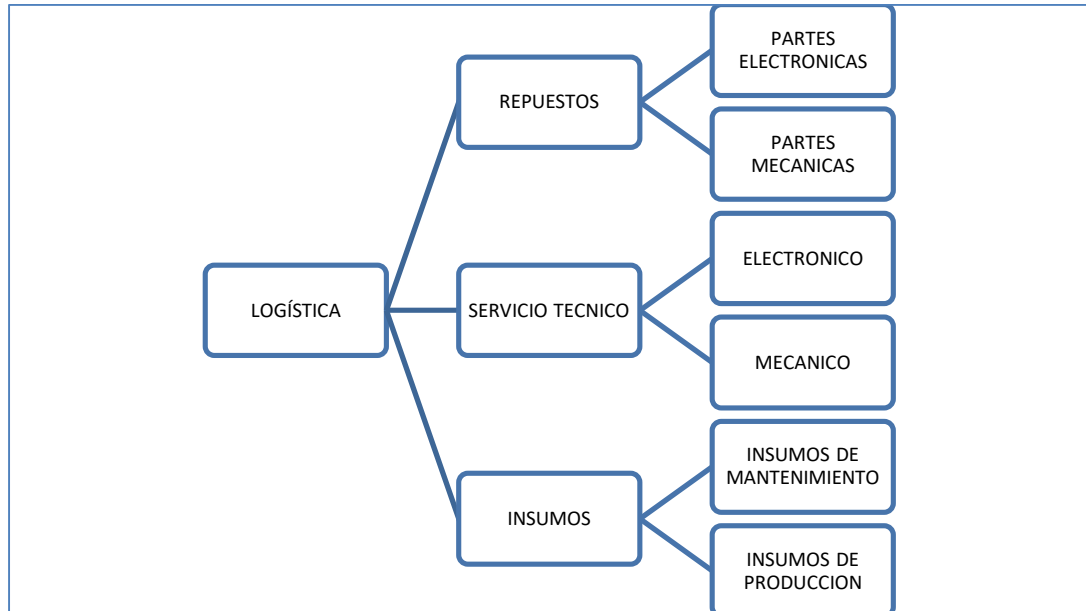 PARTES
ELECTRONICAS
REPUESTOS
PARTES
MECANICAS
ELECTRONICO
LOGÍSTICA
SERVICIO TECNICO
MECANICO
INSUMOS DE
MANTENIMIENTO
INSUMOS
INSUMOS DE
PRODUCCION